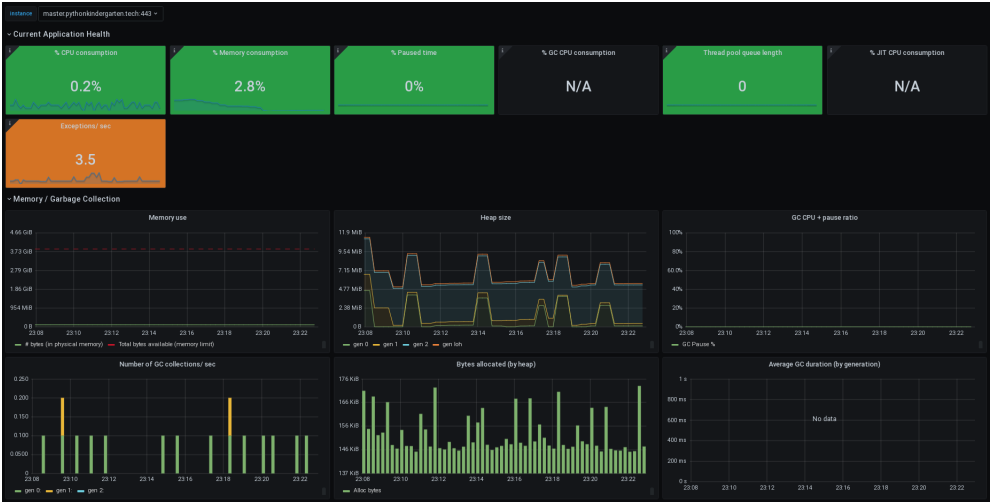 instance master.pythonkindergarten.tech:443
Current Application Health
% CPU consumption
0.2%
% Memory consumption
2.8%
% Paused time
0%
% GC CPU consumption
N/A
Thread pool queue length
0
% JIT CPU consumption
N/A
Exceptions/ sec
3.5
Memory / Garbage Collection
Memory use
4.66 GiB
3.73 GiB
2.79 GiB
1.86 GiB
954 MiB
0 B
23:08 23:10 23:12 23:14 23:16 23:18 23:20 23:22
# bytes (in physical memory) Total bytes available (memory limit)
Heap size
11.9 MiB
9.54 MiB
7.15 MiB
4.77 MiB
2.38 MiB
0 B
23:08 23:10 23:12 23:14 23:16 23:18 23:20 23:22
gen 0 gen 1 gen 2 gen loh
GC CPU + pause ratio
100%
80%
60.0%
40%
20%
0%
23:08 23:10 23:12 23:14 23:16 23:18 23:20 23:22
GC Pause %
Number of GC collections/ sec
0.250
0.200
0.150
0.100
0.0500
0
23:08 23:10 23:12 23:14 23:16 23:18 23:20 23:22
gen 0: gen 1: gen 2:
Bytes allocated (by heap)
176 KiB
166 KiB
156 KiB
146 KiB
137 KiB
23:08 23:10 23:12 23:14 23:16 23:18 23:20 23:22
Alloc bytes
Average GC duration (by generation)
1 s
800 ms
600 ms
400 ms
200 ms
0 s
No data
23:08 23:10 23:12 23:14 23:16 23:18 23:20 23:22